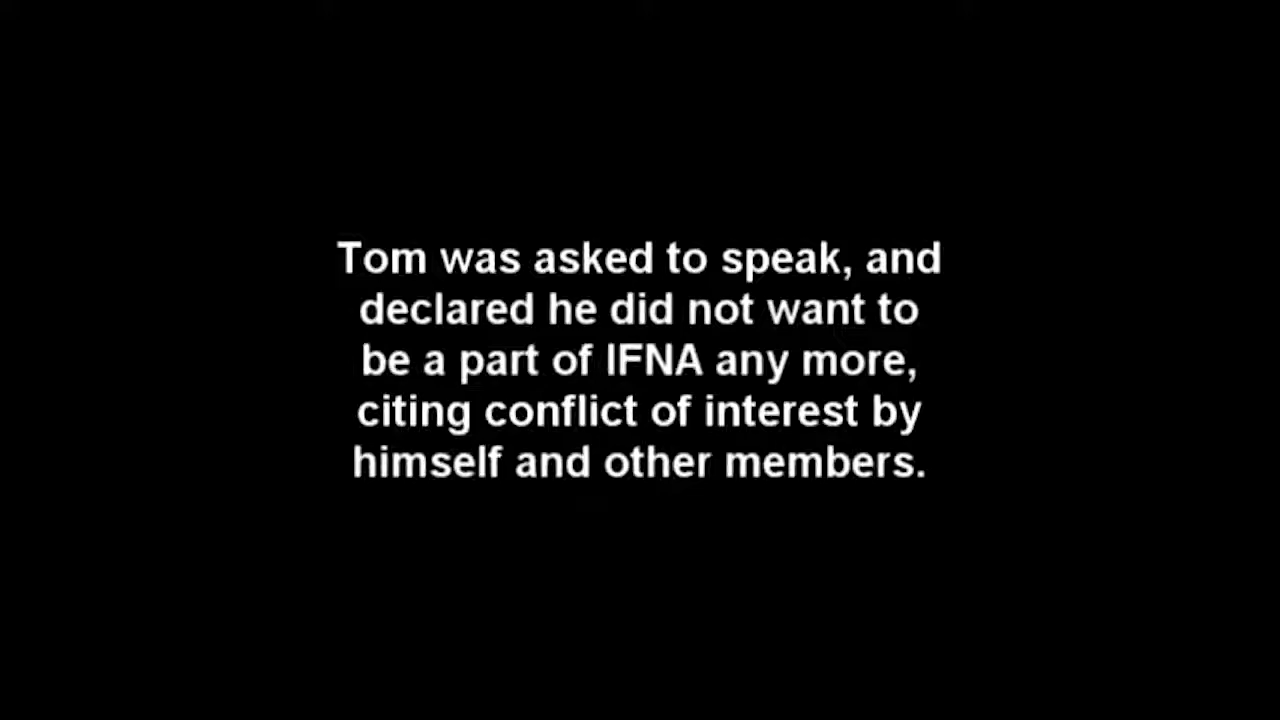 Tom was asked to speak, and
declared he did not want to
be a part of IFNA any more,
citing conflict of interest by
himself and other members.